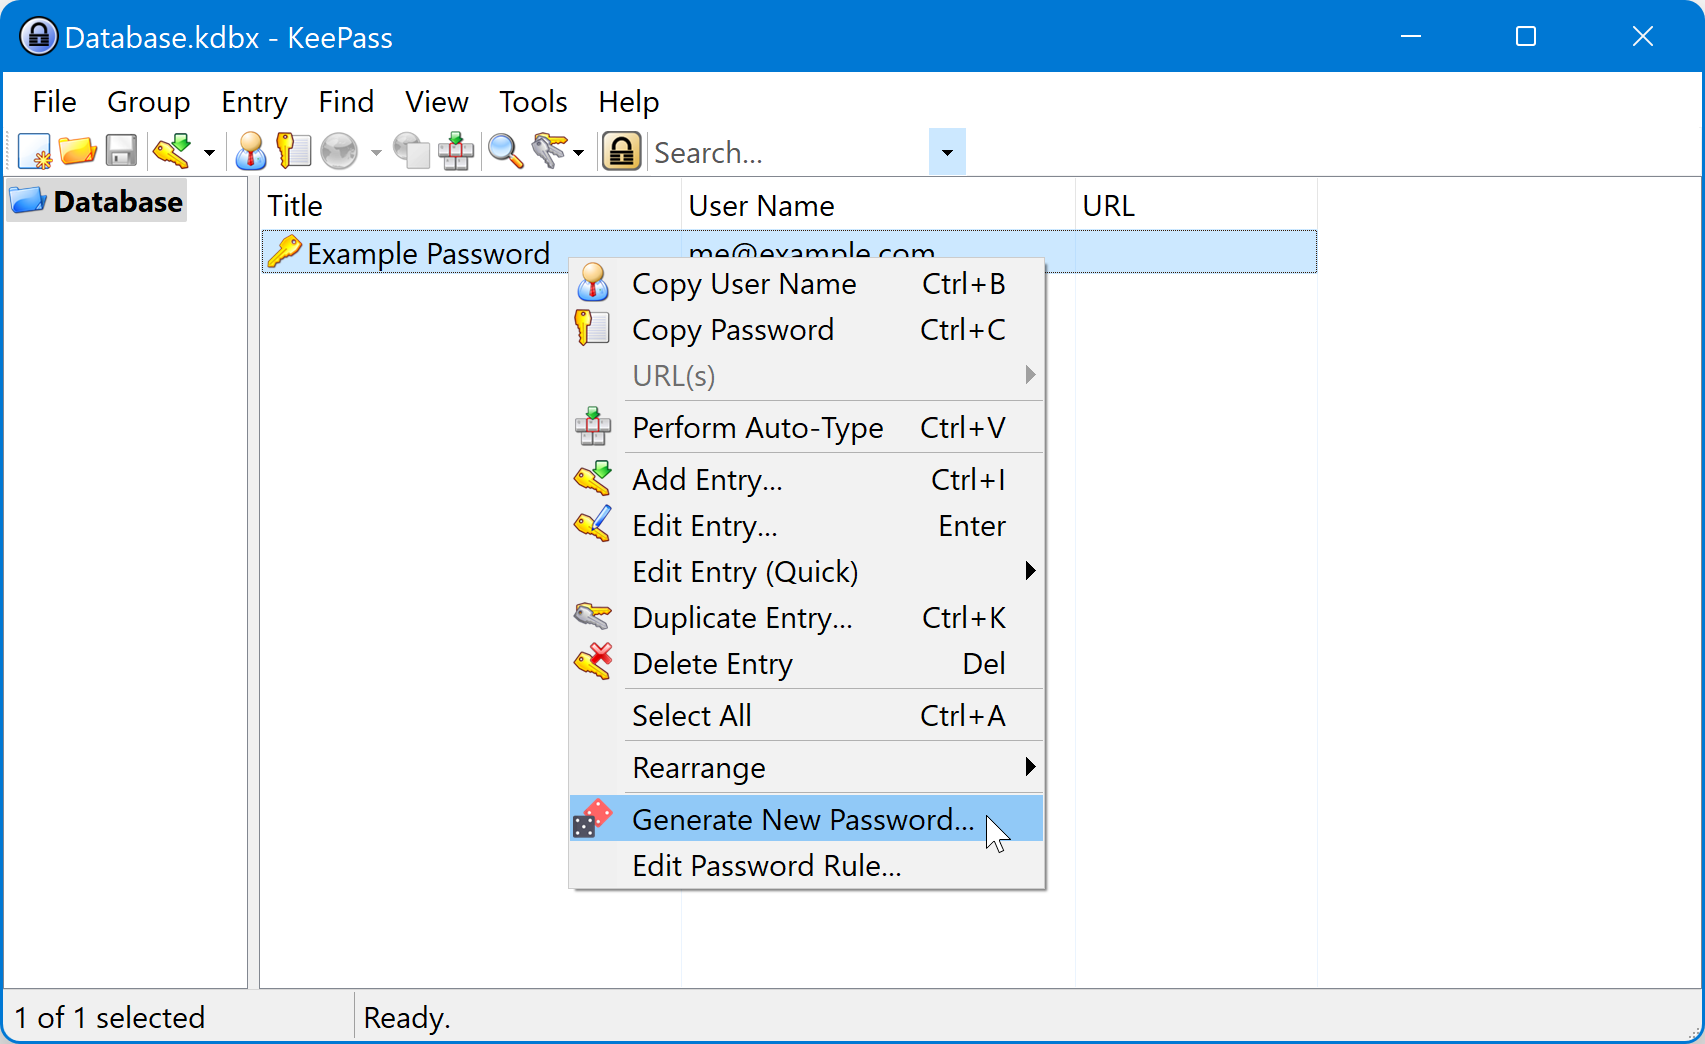 Database.kdbx - KeePass
File Group Entry Find View Tools Help
Search...
Database
Title User Name URL
Example Password me@example.com
Copy User Name Ctrl+B
Copy Password Ctrl+C
URL(s)
Perform Auto-Type Ctrl+V
Add Entry... Ctrl+I
Edit Entry... Enter
Edit Entry (Quick)
Duplicate Entry... Ctrl+K
Delete Entry Del
Select All Ctrl+A
Rearrange
Generate New Password...
Edit Password Rule...
1 of 1 selected Ready.